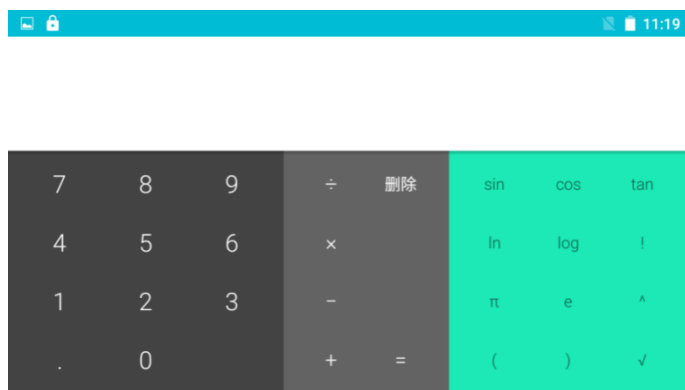 11:19
7 8 9 ÷ 删除 sin cos tan
4 5 6 × ln log !
1 2 3 − π e ^
. 0 + = ( ) √